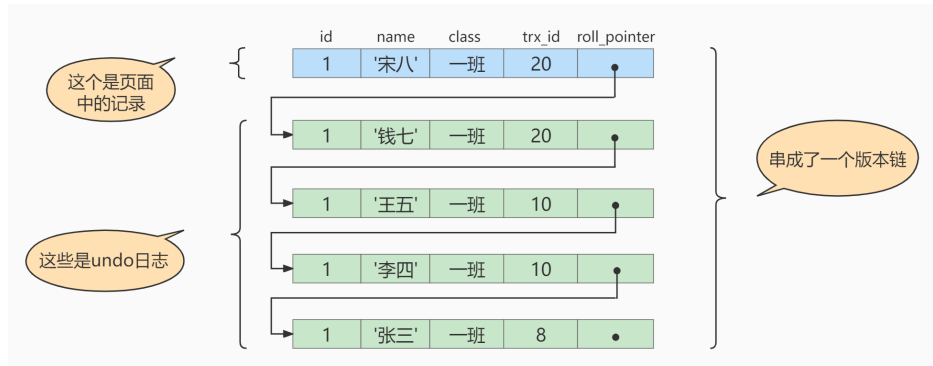 id name class trx_id roll_pointer
1 '宋八' 一班 20
这个是页面
中的记录
1 '钱七' 一班 20
1 '王五' 一班 10
1 '李四' 一班 10
1 '张三' 一班 8
这些是undo日志
串成了一个版本链